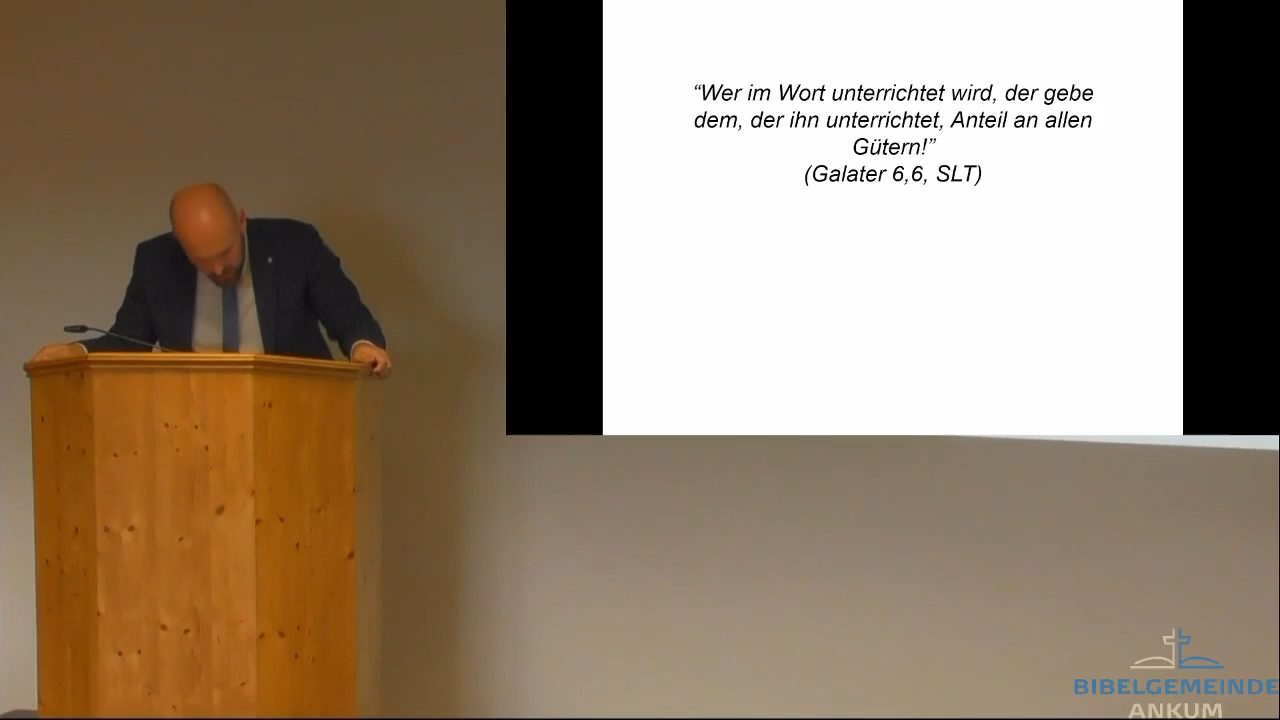 “Wer im Wort unterrichtet wird, der gebe
dem, der ihn unterrichtet, Anteil an allen
Gütern!”
(Galater 6,6, SLT)
BIBELGEMEINDE
ANKUM